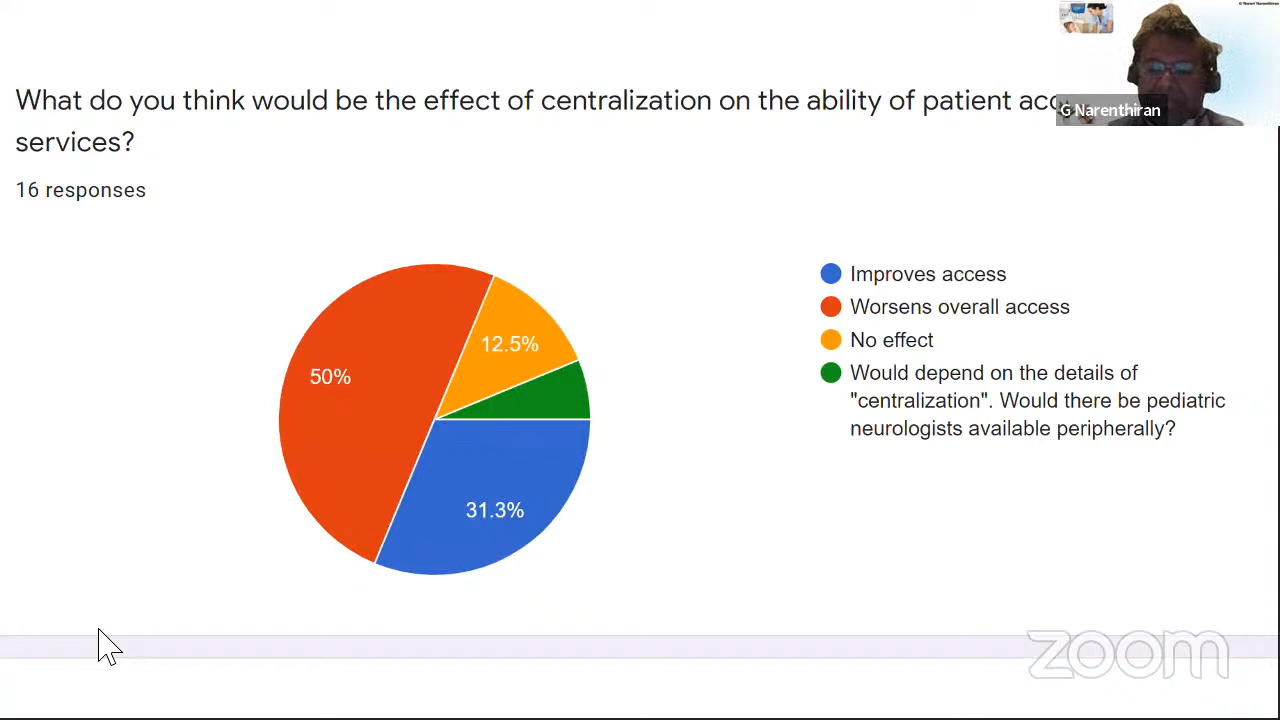 What do you think would be the effect of centralization on the ability of patient
services?
16 responses
G Narenthiran
Improves access
Worsens overall access
No effect
Would depend on the details of
"centralization". Would there be pediatric
neurologists available peripherally?
12.5%
50%
31.3%
zoom